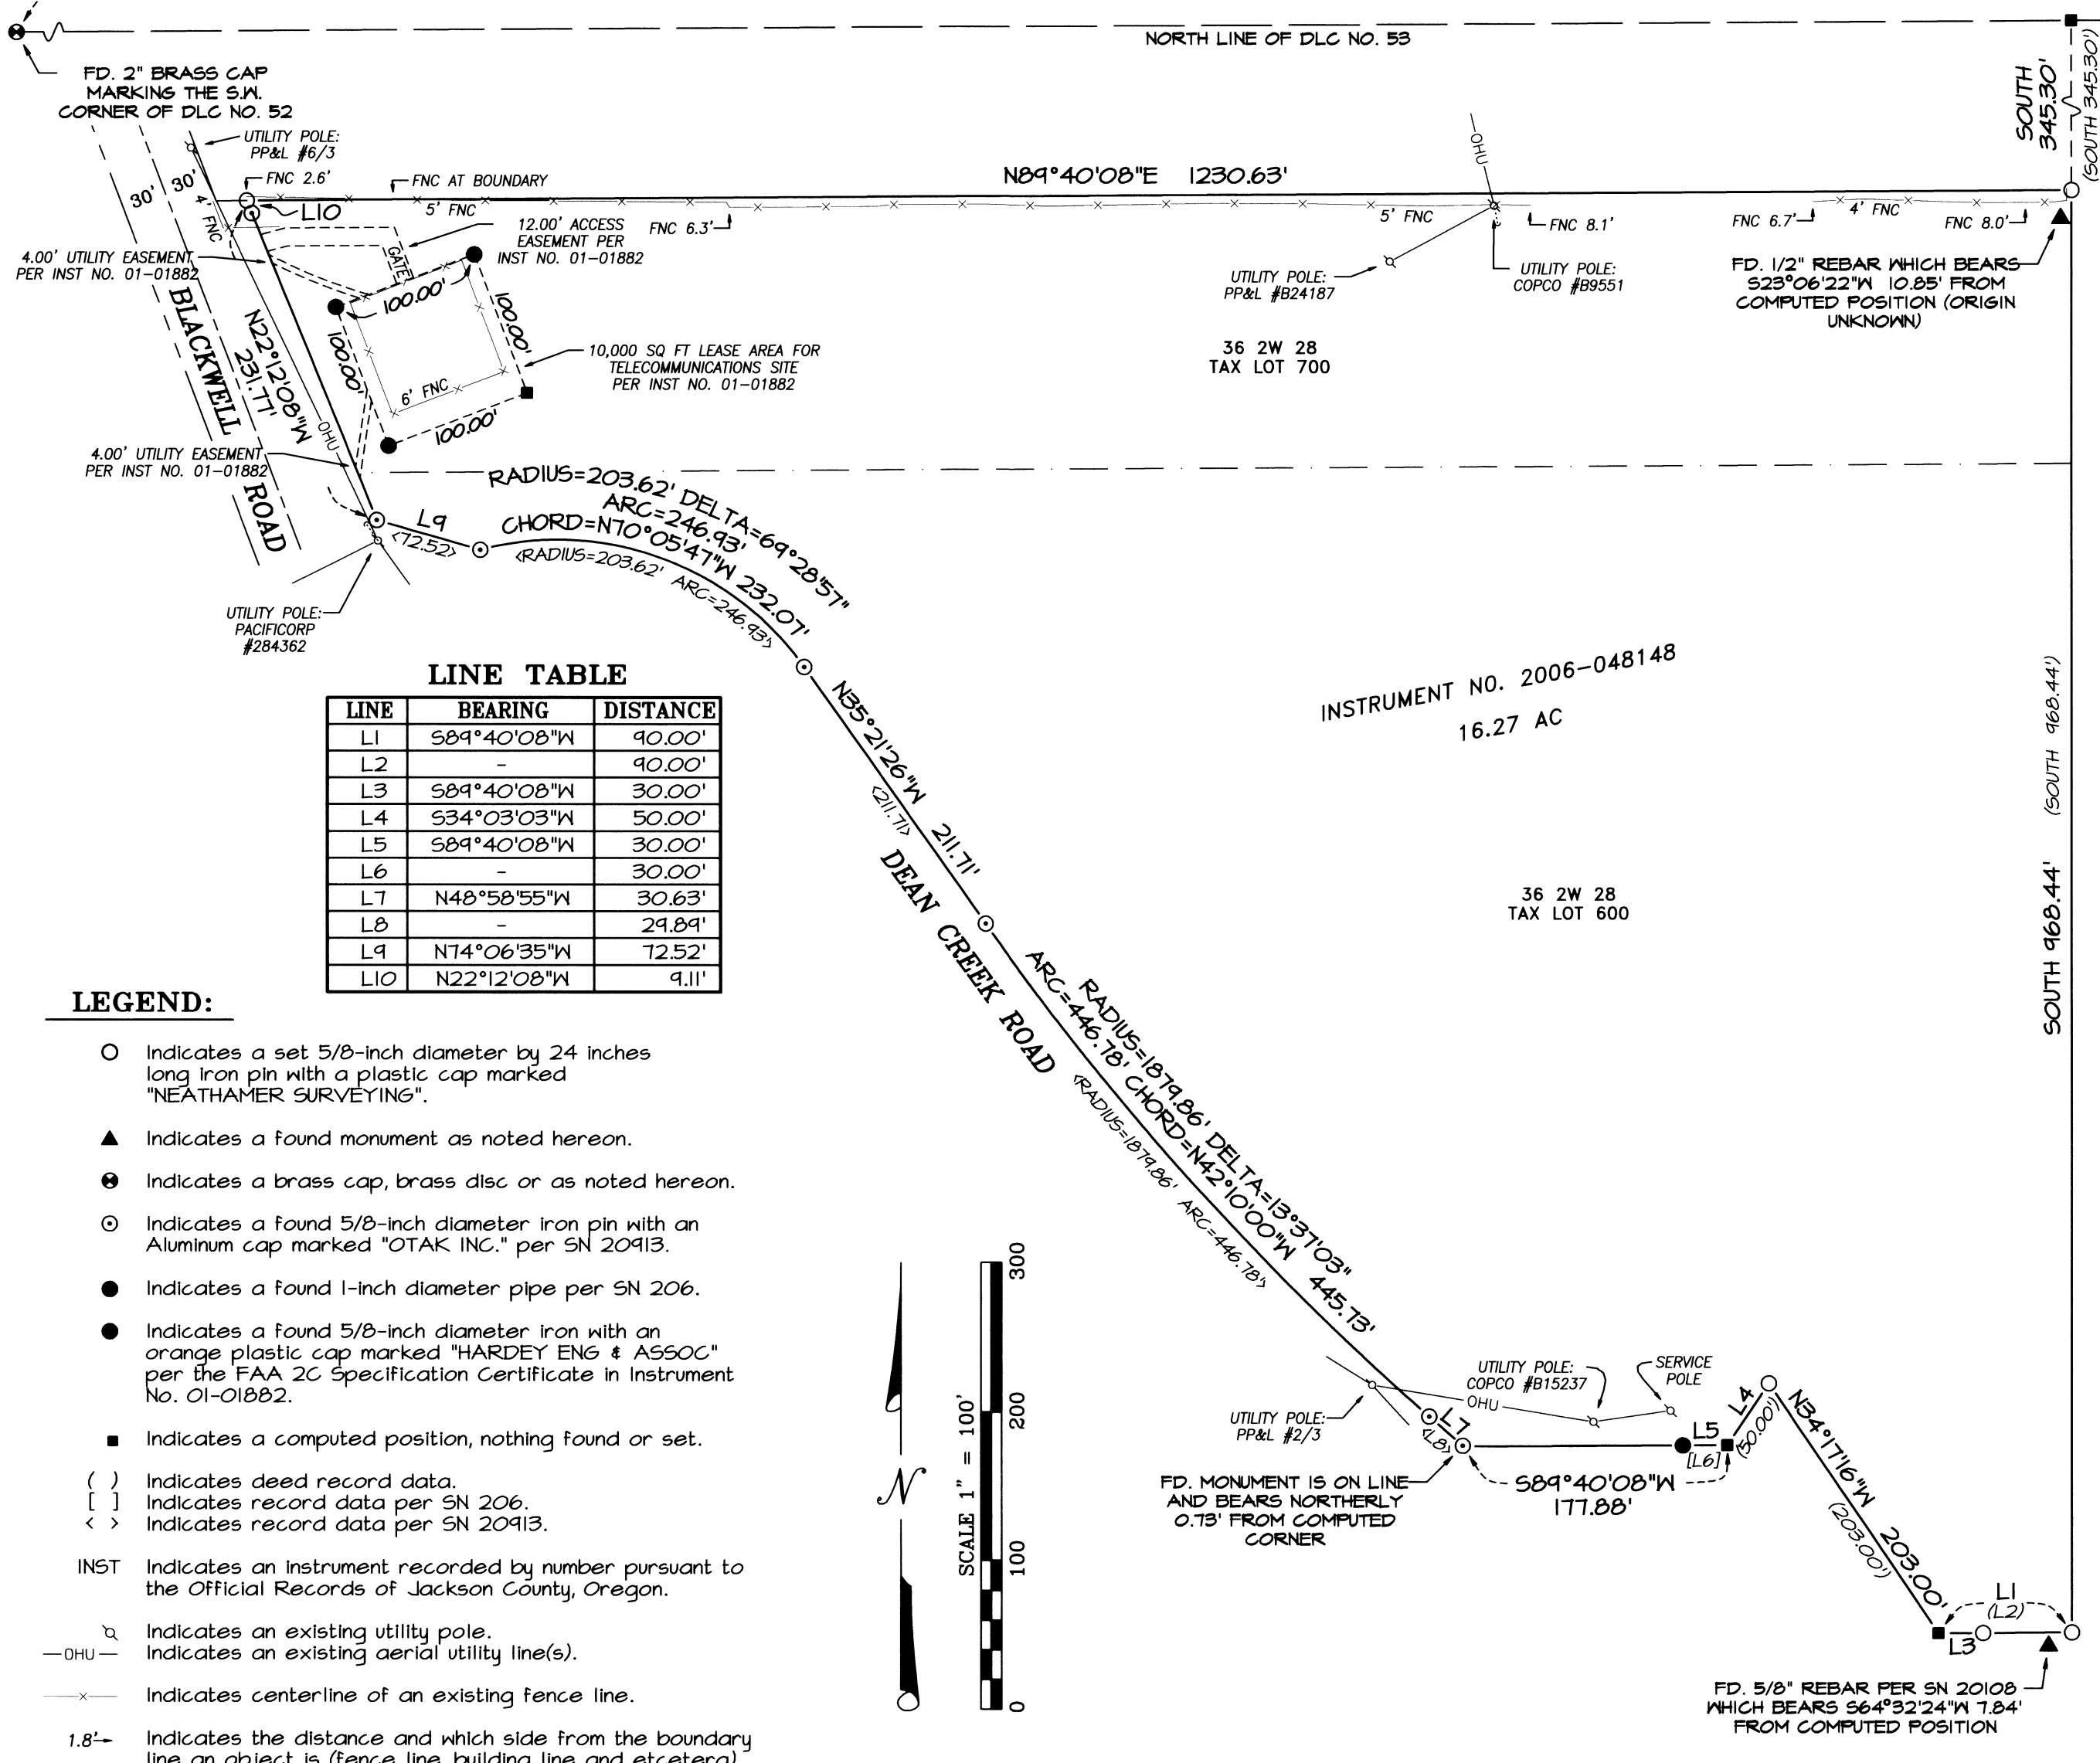 NORTH LINE OF DLC NO. 53
FD. 2" BRASS CAP
MARKING THE S.W.
CORNER OF DLC NO. 52
SOUTH
345.30'
(SOUTH 345.30')
UTILITY POLE:
PP&L #6/3
30'
30'
4' FNC
FNC 2.6'
L10
FNC AT BOUNDARY
5' FNC
N89°40'08"E 1230.63'
OHU
FNC 6.3'
5' FNC
FNC 8.1'
FNC 6.7'
4' FNC
FNC 8.0'
12.00' ACCESS
EASEMENT PER
INST NO. 01-01882
GATE
4.00' UTILITY EASEMENT
PER INST NO. 01-01882
UTILITY POLE:
PP&L #B24187
UTILITY POLE:
COPCO #B9551
FD. 1/2" REBAR WHICH BEARS
S23°06'22"W 10.85' FROM
COMPUTED POSITION (ORIGIN
UNKNOWN)
100.00'
100.00'
100.00'
100.00'
6' FNC
10,000 SQ FT LEASE AREA FOR
TELECOMMUNICATIONS SITE
PER INST NO. 01-01882
36 2W 28
TAX LOT 700
BLACKWELL ROAD
N22°12'08"W
231.77'
OHU
4.00' UTILITY EASEMENT
PER INST NO. 01-01882
L9
<72.52>
RADIUS=203.62' DELTA=69°28'57"
ARC=246.93'
CHORD=N70°05'47"W 232.07'
<RADIUS=203.62' ARC=246.93'>
UTILITY POLE:
PACIFICORP
#284362
N35°21'26"W 211.71'
<211.71>
DEAN CREEK ROAD
INSTRUMENT NO. 2006-048148
16.27 AC
(SOUTH 968.44')
SOUTH 968.44'
36 2W 28
TAX LOT 600
LINE TABLE
LINE BEARING DISTANCE
L1 S89°40'08"W 90.00'
L2 - 90.00'
L3 S89°40'08"W 30.00'
L4 S34°03'03"W 50.00'
L5 S89°40'08"W 30.00'
L6 - 30.00'
L7 N48°58'55"W 30.63'
L8 - 29.89'
L9 N74°06'35"W 72.52'
L10 N22°12'08"W 9.11'
RADIUS=1879.86' DELTA=13°37'03"
ARC=446.78' CHORD=N42°10'00"W 445.73'
<RADIUS=1879.86' ARC=446.78'>
LEGEND:
Indicates a set 5/8-inch diameter by 24 inches
long iron pin with a plastic cap marked
"NEATHAMER SURVEYING".
Indicates a found monument as noted hereon.
Indicates a brass cap, brass disc or as noted hereon.
Indicates a found 5/8-inch diameter iron pin with an
Aluminum cap marked "OTAK INC." per SN 20913.
Indicates a found 1-inch diameter pipe per SN 206.
Indicates a found 5/8-inch diameter iron with an
orange plastic cap marked "HARDEY ENG & ASSOC"
per the FAA 2C Specification Certificate in Instrument
No. 01-01882.
Indicates a computed position, nothing found or set.
( ) Indicates deed record data.
[ ] Indicates record data per SN 206.
< > Indicates record data per SN 20913.
INST Indicates an instrument recorded by number pursuant to
the Official Records of Jackson County, Oregon.
Indicates an existing utility pole.
OHU Indicates an existing aerial utility line(s).
Indicates centerline of an existing fence line.
1.8' Indicates the distance and which side from the boundary
line an object is (fence line, building line and etcetera)
N
SCALE 1" = 100'
0 100 200 300
UTILITY POLE:
COPCO #B15237
SERVICE
POLE
OHU
UTILITY POLE:
PP&L #2/3
L7
<L8>
L5
[L6]
L4
(50.00')
N34°17'16"W 203.00'
(203.00')
FD. MONUMENT IS ON LINE
AND BEARS NORTHERLY
0.73' FROM COMPUTED
CORNER
S89°40'08"W
177.88'
L1
(L2)
L3
FD. 5/8" REBAR PER SN 20108
WHICH BEARS S64°32'24"W 7.84'
FROM COMPUTED POSITION